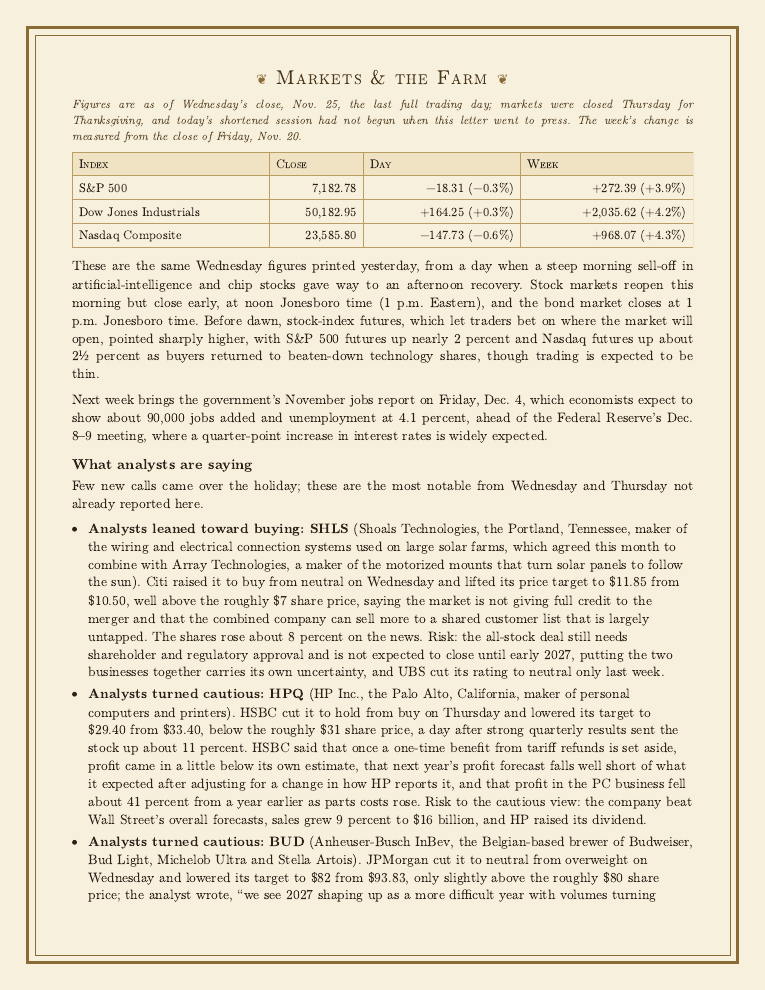 ❦ Markets & the Farm ❦
Figures are as of Wednesday's close, Nov. 25, the last full trading day; markets were closed Thursday for
Thanksgiving, and today's shortened session had not begun when this letter went to press. The week's change is
measured from the close of Friday, Nov. 20.
Index Close Day Week
S&P 500 7,182.78 −18.31 (−0.3%) +272.39 (+3.9%)
Dow Jones Industrials 50,182.95 +164.25 (+0.3%) +2,035.62 (+4.2%)
Nasdaq Composite 23,585.80 −147.73 (−0.6%) +968.07 (+4.3%)
These are the same Wednesday figures printed yesterday, from a day when a steep morning sell-off in
artificial-intelligence and chip stocks gave way to an afternoon recovery. Stock markets reopen this
morning but close early, at noon Jonesboro time (1 p.m. Eastern), and the bond market closes at 1
p.m. Jonesboro time. Before dawn, stock-index futures, which let traders bet on where the market will
open, pointed sharply higher, with S&P 500 futures up nearly 2 percent and Nasdaq futures up about
2½ percent as buyers returned to beaten-down technology shares, though trading is expected to be
thin.
Next week brings the government's November jobs report on Friday, Dec. 4, which economists expect to
show about 90,000 jobs added and unemployment at 4.1 percent, ahead of the Federal Reserve's Dec.
8–9 meeting, where a quarter-point increase in interest rates is widely expected.
What analysts are saying
Few new calls came over the holiday; these are the most notable from Wednesday and Thursday not
already reported here.
• Analysts leaned toward buying: SHLS (Shoals Technologies, the Portland, Tennessee, maker of
the wiring and electrical connection systems used on large solar farms, which agreed this month to
combine with Array Technologies, a maker of the motorized mounts that turn solar panels to follow
the sun). Citi raised it to buy from neutral on Wednesday and lifted its price target to $11.85 from
$10.50, well above the roughly $7 share price, saying the market is not giving full credit to the
merger and that the combined company can sell more to a shared customer list that is largely
untapped. The shares rose about 8 percent on the news. Risk: the all-stock deal still needs
shareholder and regulatory approval and is not expected to close until early 2027, putting the two
businesses together carries its own uncertainty, and UBS cut its rating to neutral only last week.
• Analysts turned cautious: HPQ (HP Inc., the Palo Alto, California, maker of personal
computers and printers). HSBC cut it to hold from buy on Thursday and lowered its target to
$29.40 from $33.40, below the roughly $31 share price, a day after strong quarterly results sent the
stock up about 11 percent. HSBC said that once a one-time benefit from tariff refunds is set aside,
profit came in a little below its own estimate, that next year's profit forecast falls well short of what
it expected after adjusting for a change in how HP reports it, and that profit in the PC business fell
about 41 percent from a year earlier as parts costs rose. Risk to the cautious view: the company beat
Wall Street's overall forecasts, sales grew 9 percent to $16 billion, and HP raised its dividend.
• Analysts turned cautious: BUD (Anheuser-Busch InBev, the Belgian-based brewer of Budweiser,
Bud Light, Michelob Ultra and Stella Artois). JPMorgan cut it to neutral from overweight on
Wednesday and lowered its target to $82 from $93.83, only slightly above the roughly $80 share
price; the analyst wrote, “we see 2027 shaping up as a more difficult year with volumes turning